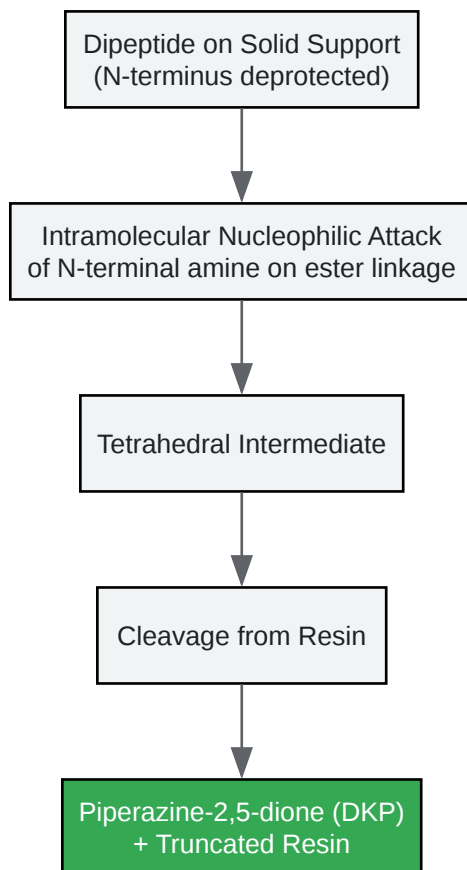 Dipeptide on Solid Support
(N-terminus deprotected)
Intramolecular Nucleophilic Attack
of N-terminal amine on ester linkage
Tetrahedral Intermediate
Cleavage from Resin
Piperazine-2,5-dione (DKP)
+ Truncated Resin